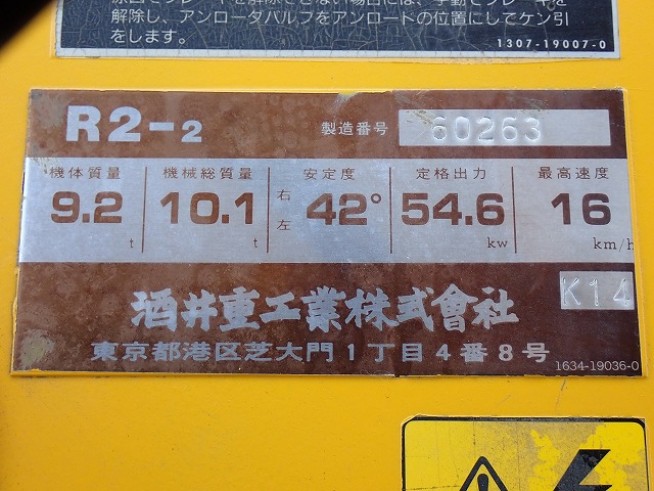 解除し、アンロータバルブをアンロードの位置にしてケン引
をします。
1307-19007-0
R2-2 製造番号 60263
機体質量 機械総質量 安定度 定格出力 最高速度
9.2 t 10.1 t 右 左 42° 54.6 kw 16 km/h
K14
酒井重工業株式會社
東京都港区芝大門1丁目4番8号
1634-19036-0